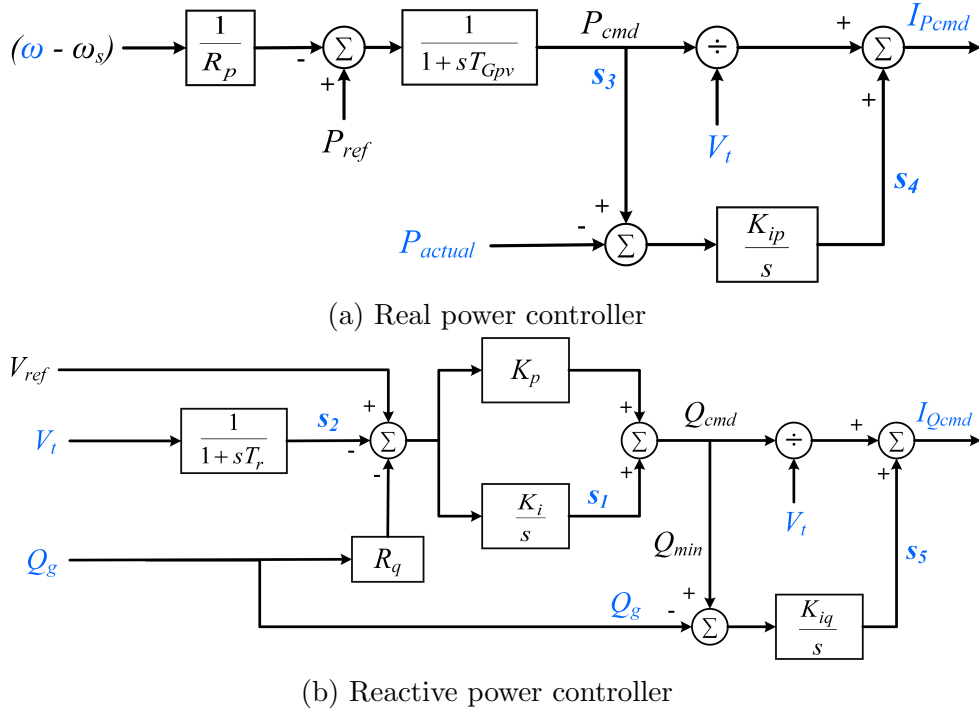 (ω - ωs)
1
Rp
-
Σ
+
Pref
1
1+sTGpv
Pcmd
s3
÷
Vt
+
Σ
+
IPcmd
s4
Pactual
-
+
Σ
Kip
s
(a) Real power controller
Vref
Vt
1
1+sTr
s2
+
-
-
Σ
Kp
Ki
s
s1
+
+
Σ
Qcmd
÷
Vt
+
Σ
+
IQcmd
s5
Qg
Rq
Qmin
Qg
-
+
Σ
Kiq
s
(b) Reactive power controller